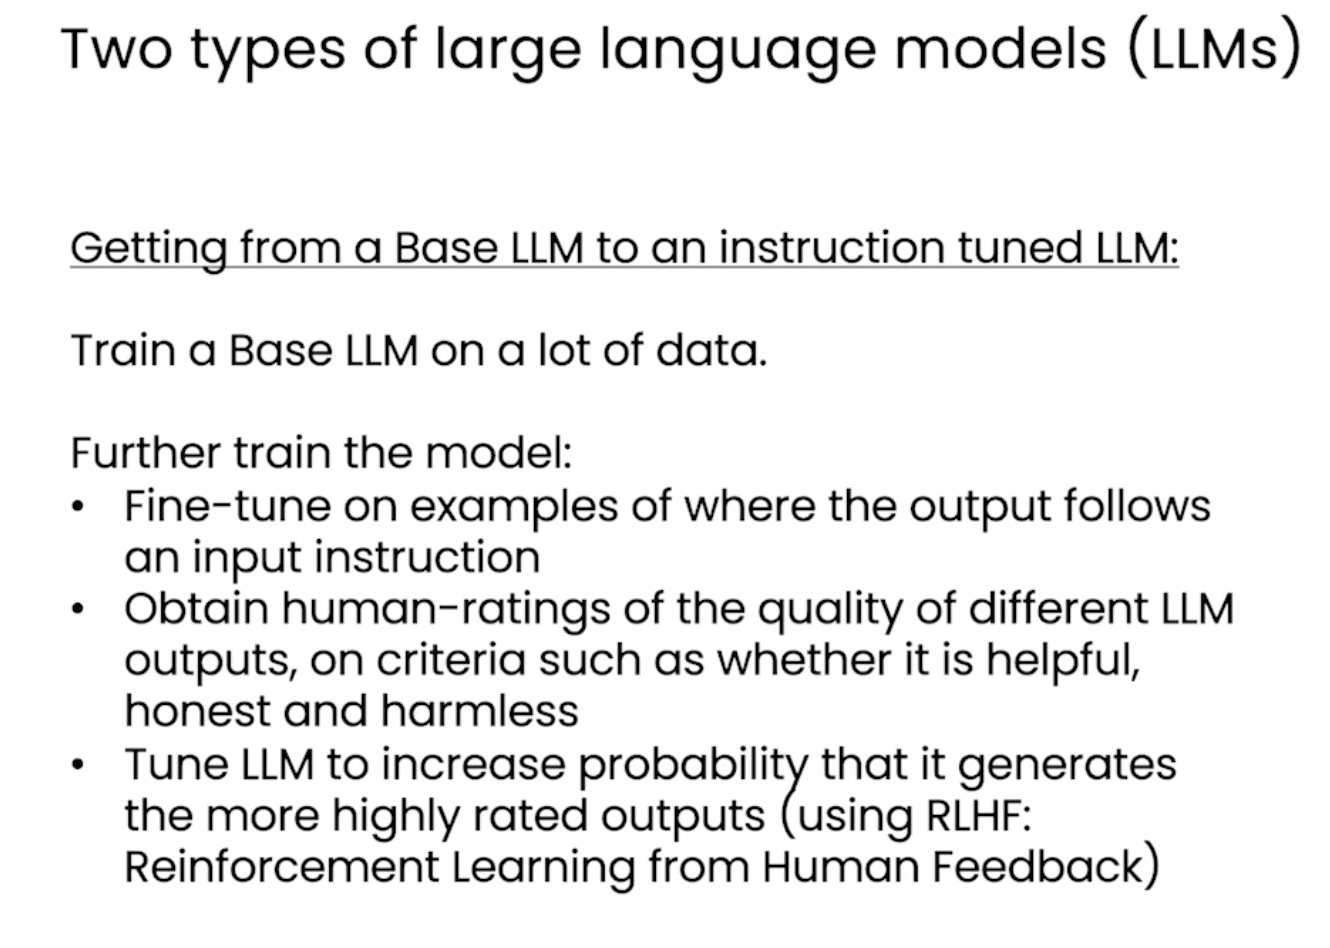 Two types of large language models (LLMs)
Getting from a Base LLM to an instruction tuned LLM:
Train a Base LLM on a lot of data.
Further train the model:
• Fine-tune on examples of where the output follows
an input instruction
• Obtain human-ratings of the quality of different LLM
outputs, on criteria such as whether it is helpful,
honest and harmless
• Tune LLM to increase probability that it generates
the more highly rated outputs (using RLHF:
Reinforcement Learning from Human Feedback)